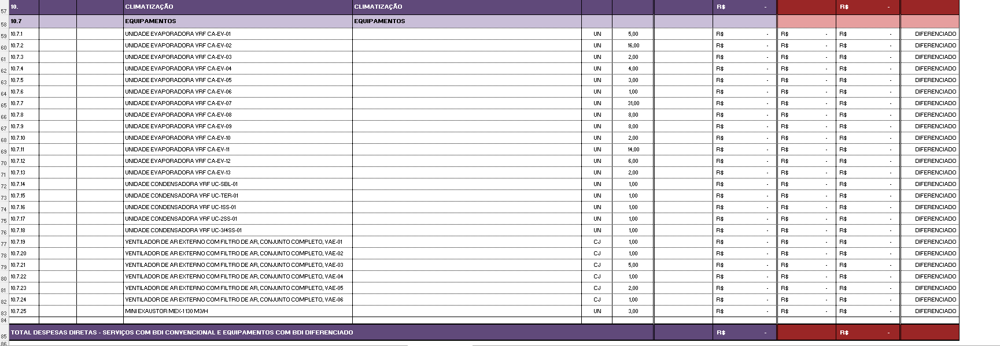 57 10. CLIMATIZAÇÃO CLIMATIZAÇÃO R$ - R$ -
58 10.7 EQUIPAMENTOS EQUIPAMENTOS
59 10.7.1 UNIDADE EVAPORADORA VRF CA-EV-01 UN 5,00 R$ - R$ - R$ - DIFERENCIADO
60 10.7.2 UNIDADE EVAPORADORA VRF CA-EV-02 UN 16,00 R$ - R$ - R$ - DIFERENCIADO
61 10.7.3 UNIDADE EVAPORADORA VRF CA-EV-03 UN 2,00 R$ - R$ - R$ - DIFERENCIADO
62 10.7.4 UNIDADE EVAPORADORA VRF CA-EV-04 UN 4,00 R$ - R$ - R$ - DIFERENCIADO
63 10.7.5 UNIDADE EVAPORADORA VRF CA-EV-05 UN 3,00 R$ - R$ - R$ - DIFERENCIADO
64 10.7.6 UNIDADE EVAPORADORA VRF CA-EV-06 UN 1,00 R$ - R$ - R$ - DIFERENCIADO
65 10.7.7 UNIDADE EVAPORADORA VRF CA-EV-07 UN 31,00 R$ - R$ - R$ - DIFERENCIADO
66 10.7.8 UNIDADE EVAPORADORA VRF CA-EV-08 UN 8,00 R$ - R$ - R$ - DIFERENCIADO
67 10.7.9 UNIDADE EVAPORADORA VRF CA-EV-09 UN 8,00 R$ - R$ - R$ - DIFERENCIADO
68 10.7.10 UNIDADE EVAPORADORA VRF CA-EV-10 UN 2,00 R$ - R$ - R$ - DIFERENCIADO
69 10.7.11 UNIDADE EVAPORADORA VRF CA-EV-11 UN 14,00 R$ - R$ - R$ - DIFERENCIADO
70 10.7.12 UNIDADE EVAPORADORA VRF CA-EV-12 UN 6,00 R$ - R$ - R$ - DIFERENCIADO
71 10.7.13 UNIDADE EVAPORADORA VRF CA-EV-13 UN 2,00 R$ - R$ - R$ - DIFERENCIADO
72 10.7.14 UNIDADE CONDENSADORA VRF UC-SBL-01 UN 1,00 R$ - R$ - R$ - DIFERENCIADO
73 10.7.15 UNIDADE CONDENSADORA VRF UC-TER-01 UN 1,00 R$ - R$ - R$ - DIFERENCIADO
74 10.7.16 UNIDADE CONDENSADORA VRF UC-1SS-01 UN 1,00 R$ - R$ - R$ - DIFERENCIADO
75 10.7.17 UNIDADE CONDENSADORA VRF UC-2SS-01 UN 1,00 R$ - R$ - R$ - DIFERENCIADO
76 10.7.18 UNIDADE CONDENSADORA VRF UC-3/4SS-01 UN 1,00 R$ - R$ - R$ - DIFERENCIADO
77 10.7.19 VENTILADOR DE AR EXTERNO COM FILTRO DE AR, CONJUNTO COMPLETO, VAE-01 CJ 1,00 R$ - R$ - R$ - DIFERENCIADO
78 10.7.20 VENTILADOR DE AR EXTERNO COM FILTRO DE AR, CONJUNTO COMPLETO, VAE-02 CJ 1,00 R$ - R$ - R$ - DIFERENCIADO
79 10.7.21 VENTILADOR DE AR EXTERNO COM FILTRO DE AR, CONJUNTO COMPLETO, VAE-03 CJ 5,00 R$ - R$ - R$ - DIFERENCIADO
80 10.7.22 VENTILADOR DE AR EXTERNO COM FILTRO DE AR, CONJUNTO COMPLETO, VAE-04 CJ 1,00 R$ - R$ - R$ - DIFERENCIADO
81 10.7.23 VENTILADOR DE AR EXTERNO COM FILTRO DE AR, CONJUNTO COMPLETO, VAE-05 CJ 2,00 R$ - R$ - R$ - DIFERENCIADO
82 10.7.24 VENTILADOR DE AR EXTERNO COM FILTRO DE AR, CONJUNTO COMPLETO, VAE-06 CJ 1,00 R$ - R$ - R$ - DIFERENCIADO
83 10.7.25 MINI EXAUSTOR MEX-1 130 M3/H UN 3,00 R$ - R$ - R$ - DIFERENCIADO
84
85 TOTAL DESPESAS DIRETAS - SERVIÇOS COM BDI CONVENCIONAL E EQUIPAMENTOS COM BDI DIFERENCIADO R$ - R$ -
86